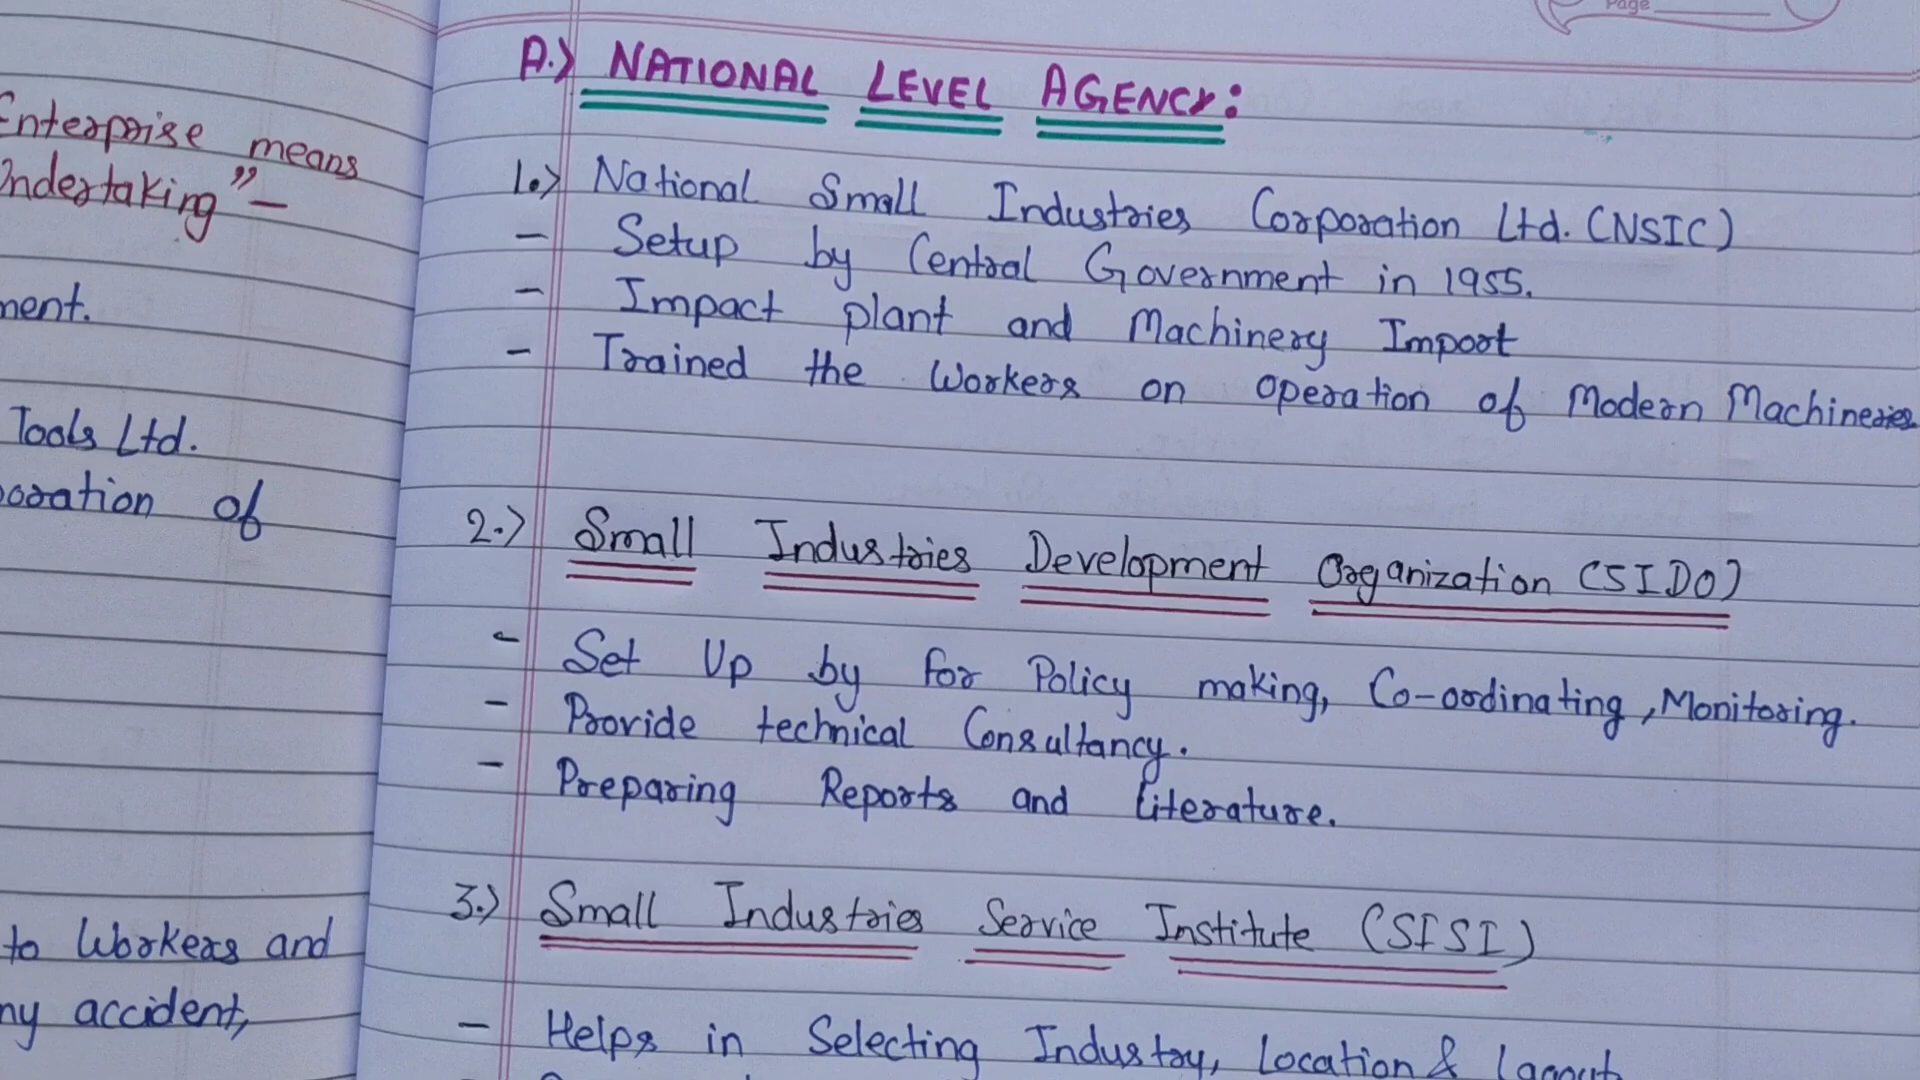 Page
Enterprise means
Undertaking" –
ment.
Tools Ltd.
poration of
to Workers and
ny accident,
A.) NATIONAL LEVEL AGENCY:
1.) National Small Industries Corporation Ltd. (NSIC)
- Setup by Central Government in 1955.
- Impact plant and Machinery Import
- Trained the Workers on Operation of Modern Machineries
2.) Small Industries Development Organization (SIDO)
- Set Up by for Policy making, Co-ordinating, Monitoring.
- Provide technical Consultancy.
- Preparing Reports and Literature.
3.) Small Industries Service Institute (SISI)
- Helps in Selecting Industry, Location & Layout